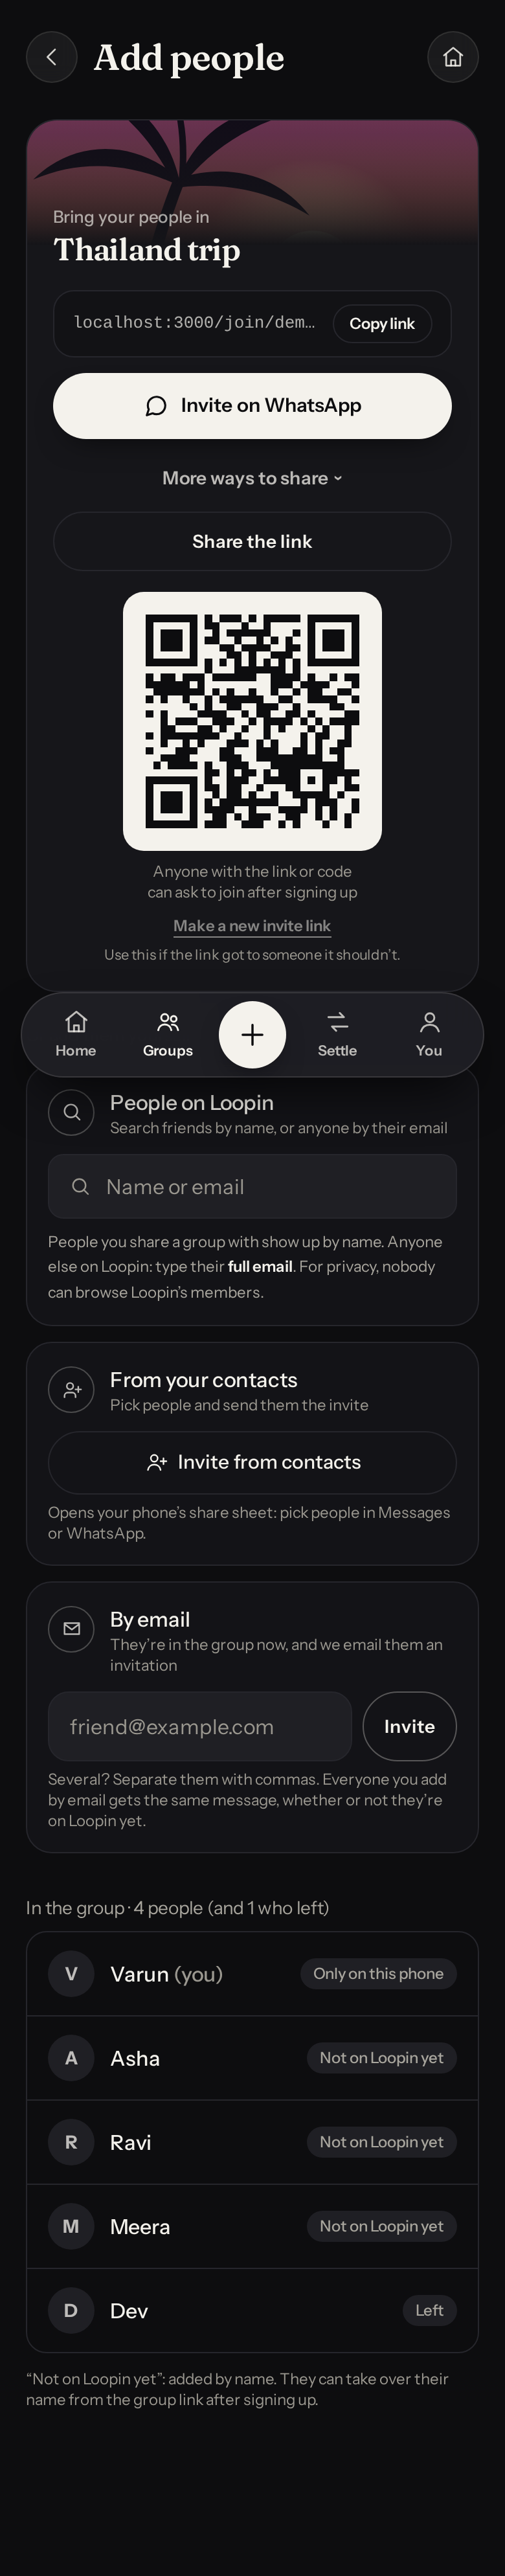 Add people
Bring your people in
Thailand trip
localhost:3000/join/dem…
Copy link
Invite on WhatsApp
More ways to share
Share the link
Anyone with the link or code
can ask to join after signing up
Make a new invite link
Use this if the link got to someone it shouldn’t.
Home
Groups
Settle
You
People on Loopin
Search friends by name, or anyone by their email
Name or email
People you share a group with show up by name. Anyone
else on Loopin: type their full email. For privacy, nobody
can browse Loopin’s members.
From your contacts
Pick people and send them the invite
Invite from contacts
Opens your phone’s share sheet: pick people in Messages
or WhatsApp.
By email
They’re in the group now, and we email them an
invitation
friend@example.com
Invite
Several? Separate them with commas. Everyone you add
by email gets the same message, whether or not they’re
on Loopin yet.
In the group · 4 people (and 1 who left)
V
Varun (you)
Only on this phone
A
Asha
Not on Loopin yet
R
Ravi
Not on Loopin yet
M
Meera
Not on Loopin yet
D
Dev
Left
“Not on Loopin yet”: added by name. They can take over their
name from the group link after signing up.